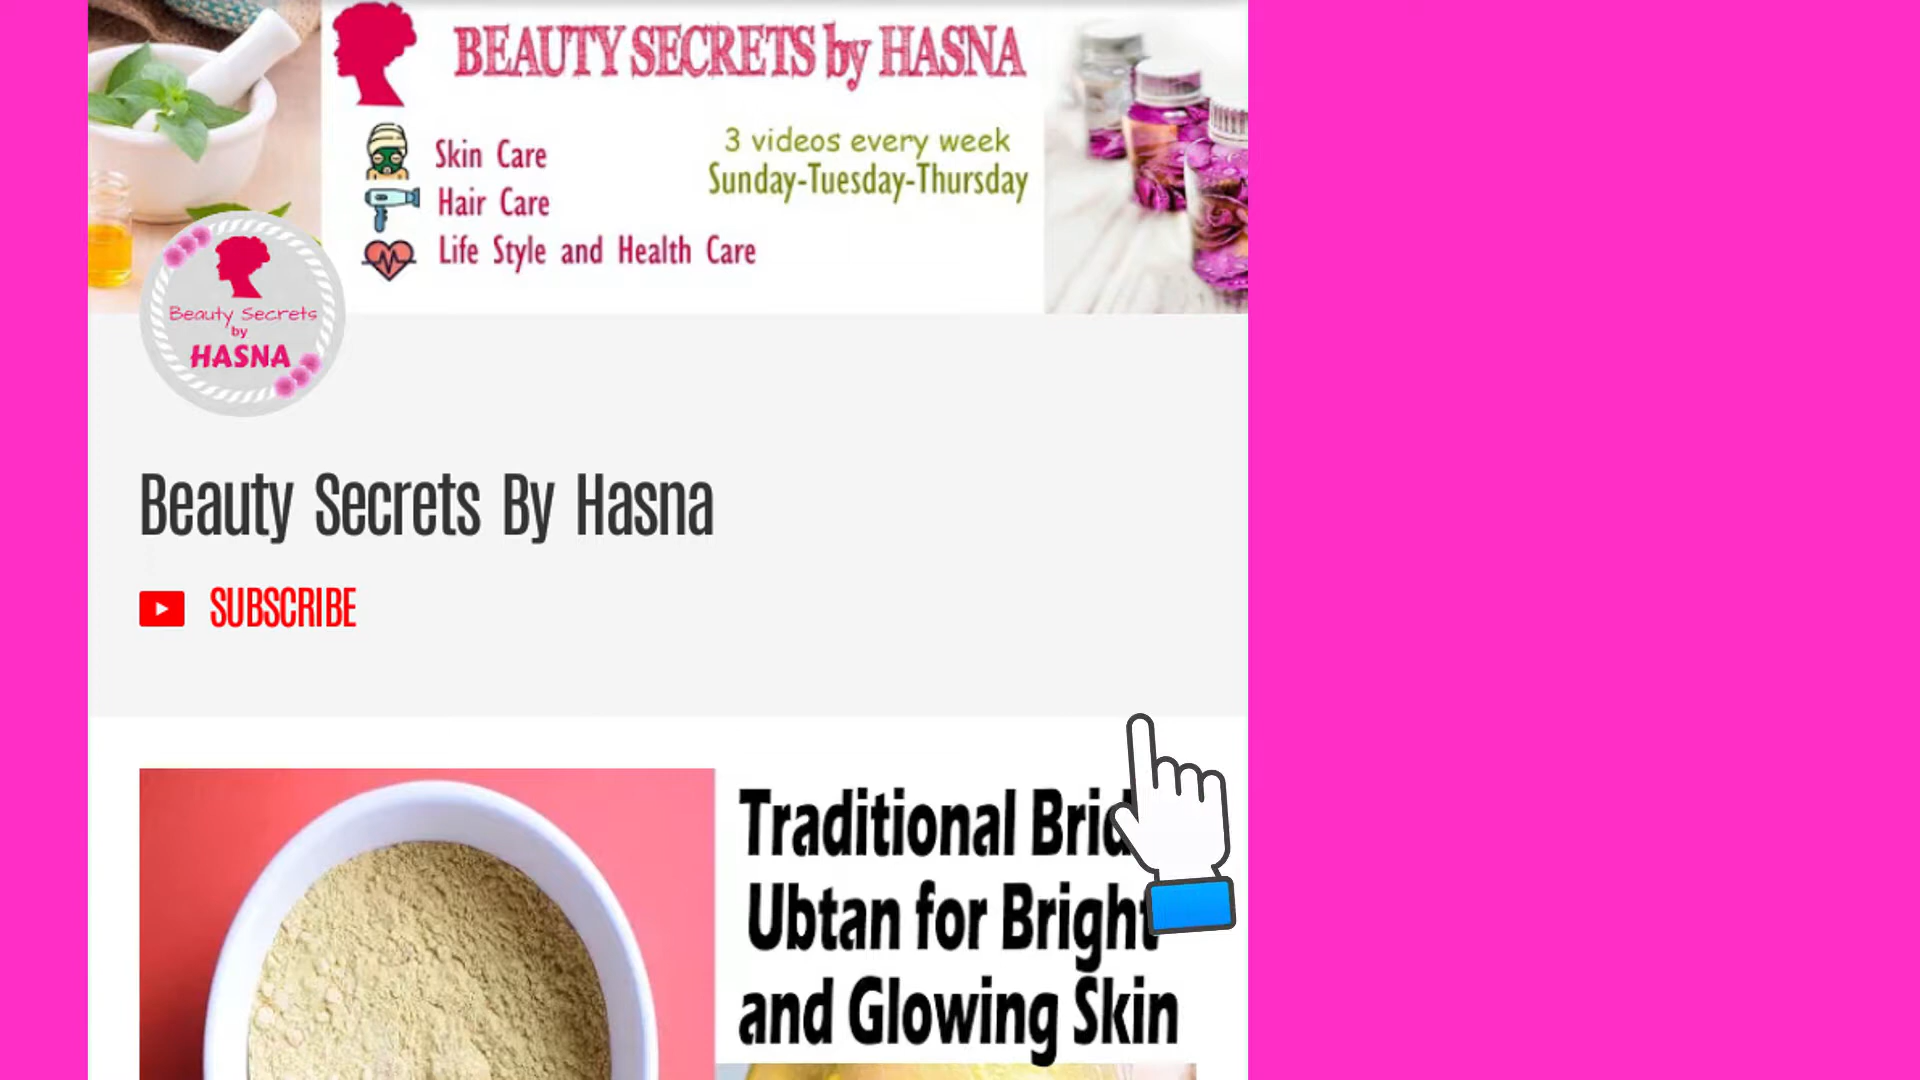 BEAUTY SECRETS by HASNA
Skin Care
3 videos every week
Sunday-Tuesday-Thursday
Hair Care
Life Style and Health Care
Beauty Secrets
by
HASNA
Beauty Secrets By Hasna
SUBSCRIBE
Traditional
Ubtan for Bright
and Glowing Skin